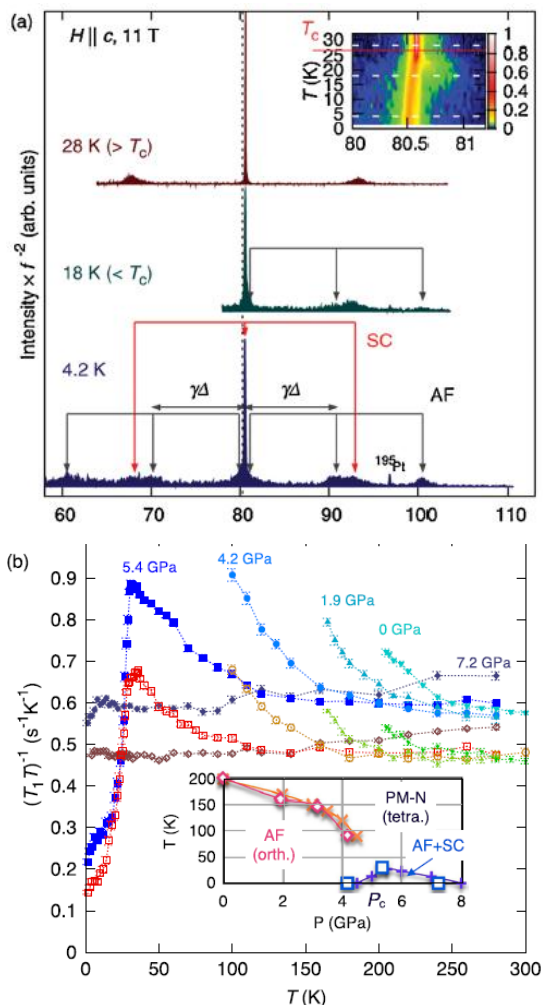 (a)
H || c, 11 T
T_c
T (K)
30
25
20
15
10
5
0
1
0.8
0.6
0.4
0.2
0
80 80.5 81
28 K (> T_c)
18 K (< T_c)
SC
4.2 K
γΔ γΔ
AF
195Pt
Intensity × f⁻² (arb. units)
60 70 80 90 100 110
(b)
5.4 GPa
4.2 GPa
1.9 GPa
0 GPa
7.2 GPa
0.9
0.8
0.7
0.6
0.5
0.4
0.3
0.2
0.1
0
(T₁T)⁻¹ (s⁻¹K⁻¹)
200
150
100
50
0
T (K)
AF
(orth.)
PM-N
(tetra.)
AF+SC
0 2 4 P_c 6 8
P (GPa)
0 50 100 150 200 250 300
T (K)